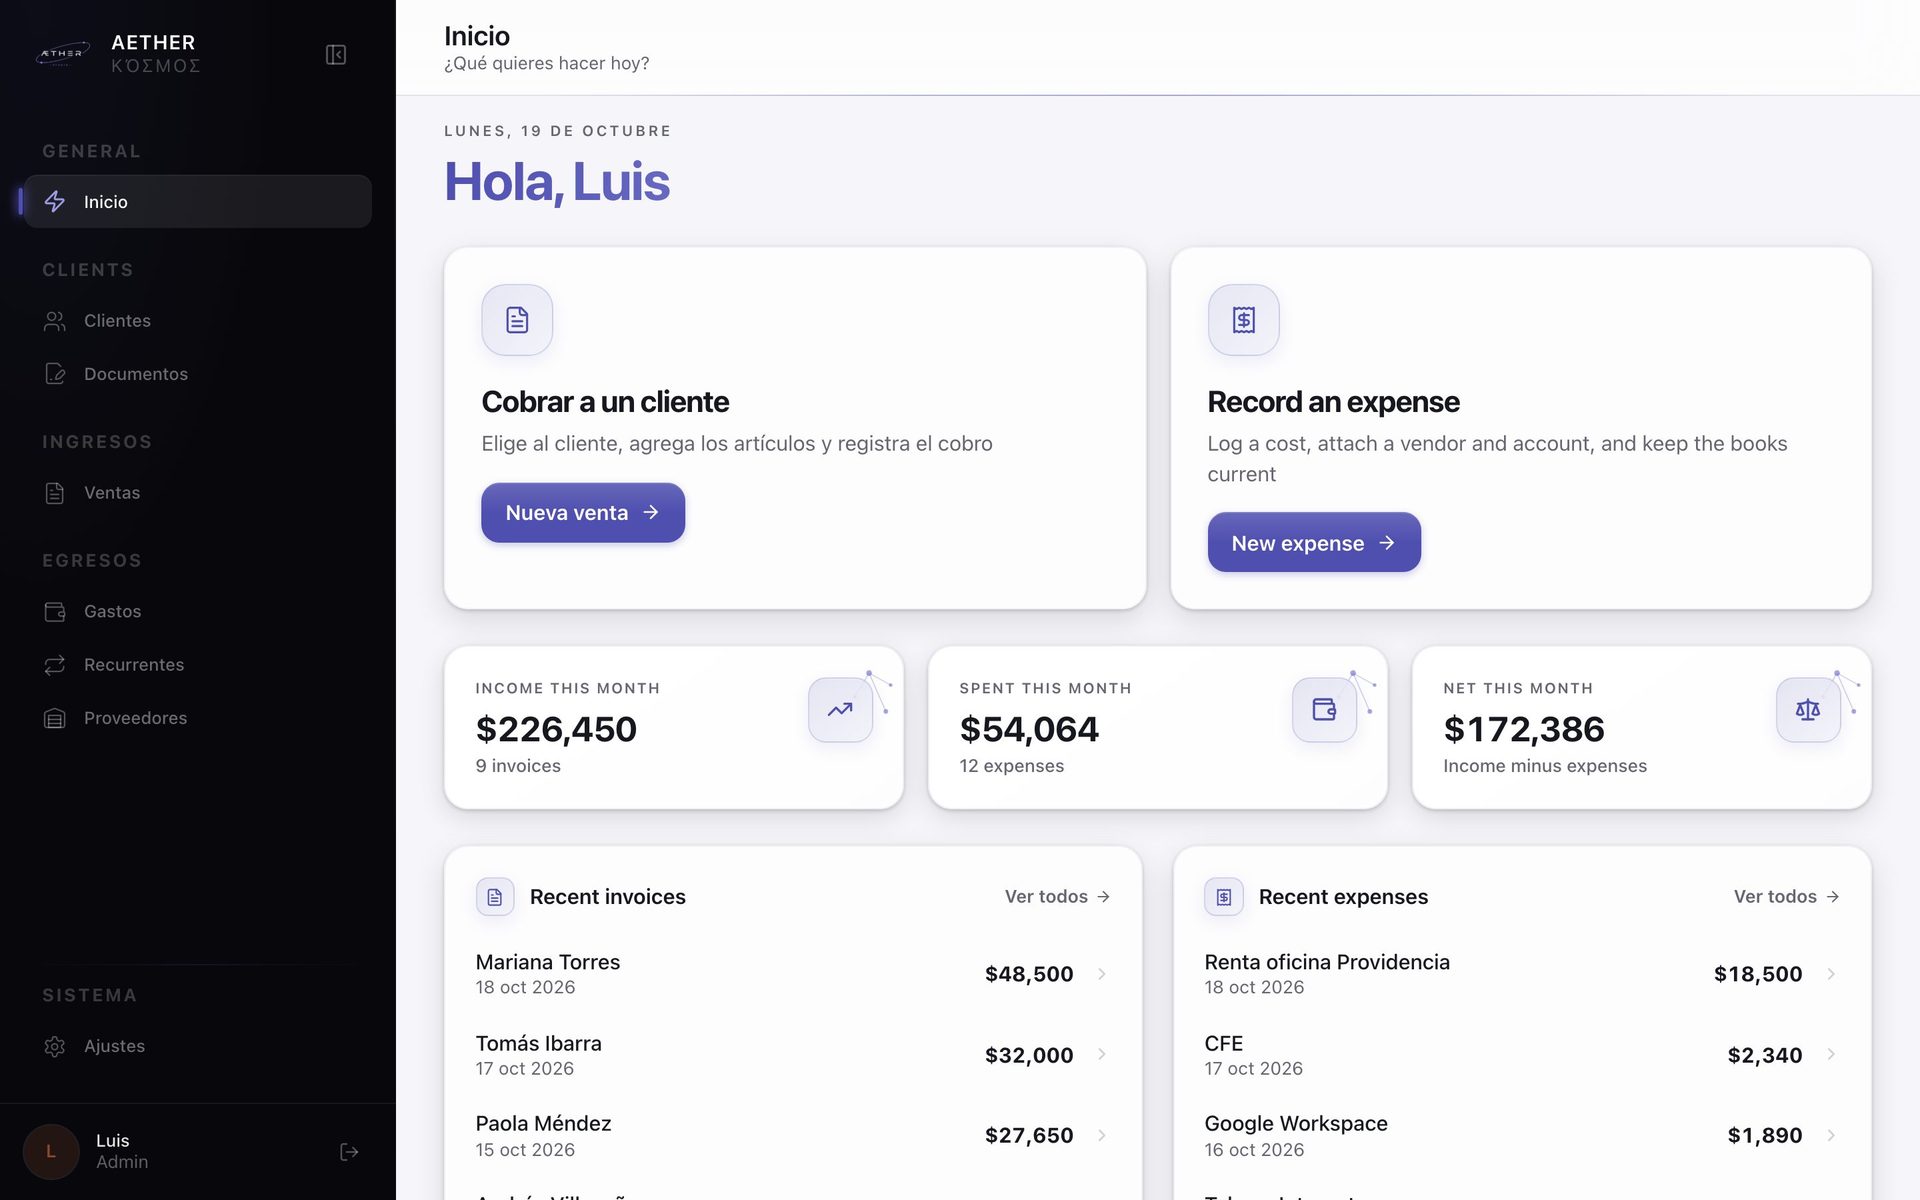 ÆTHER
AETHER
ΚΌΣΜΟΣ
GENERAL
Inicio
CLIENTS
Clientes
Documentos
INGRESOS
Ventas
EGRESOS
Gastos
Recurrentes
Proveedores
SISTEMA
Ajustes
L
Luis
Admin
Inicio
¿Qué quieres hacer hoy?
LUNES, 19 DE OCTUBRE
Hola, Luis
Cobrar a un cliente
Elige al cliente, agrega los artículos y registra el cobro
Nueva venta →
Record an expense
Log a cost, attach a vendor and account, and keep the books
current
New expense →
INCOME THIS MONTH
$226,450
9 invoices
SPENT THIS MONTH
$54,064
12 expenses
NET THIS MONTH
$172,386
Income minus expenses
Recent invoices
Ver todos →
Mariana Torres
18 oct 2026
$48,500
Tomás Ibarra
17 oct 2026
$32,000
Paola Méndez
15 oct 2026
$27,650
Recent expenses
Ver todos →
Renta oficina Providencia
18 oct 2026
$18,500
CFE
17 oct 2026
$2,340
Google Workspace
16 oct 2026
$1,890